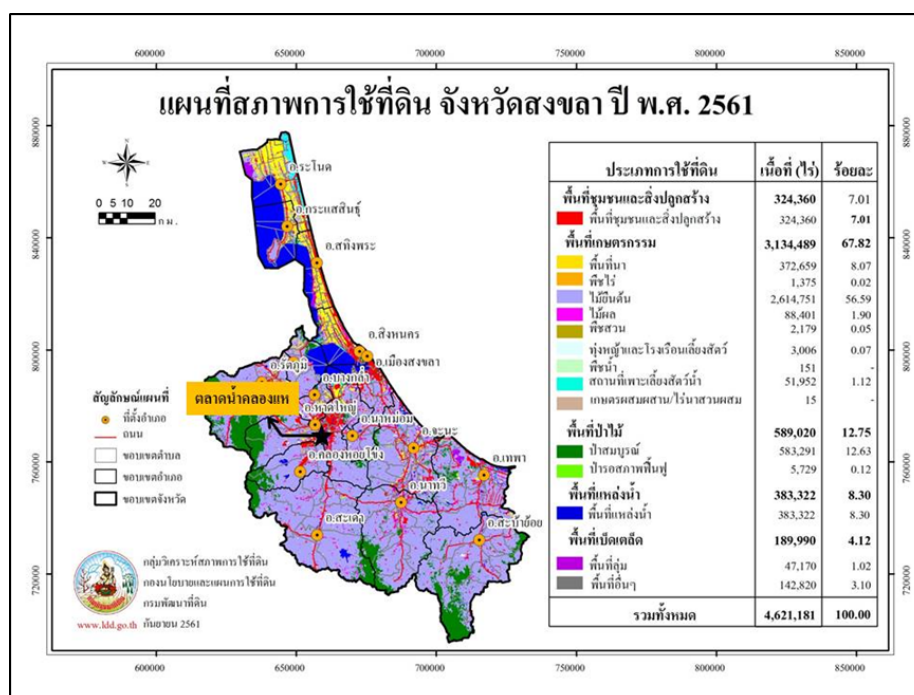 600000 650000 700000 750000 800000 850000
แผนที่สภาพการใช้ที่ดิน จังหวัดสงขลา ปี พ.ศ. 2561
880000 880000
840000 840000
800000 800000
760000 760000
720000 720000
0 5 10 20
กม.
อ.ระโนด
อ.กระแสสินธุ์
อ.สทิงพระ
อ.สิงหนคร
อ.เมืองสงขลา
อ.รัตภูมิ
อ.บางกล่ำ
ตลาดน้ำคลองแห
อ.หาดใหญ่
อ.นาหม่อม
อ.จะนะ
อ.คลองหอยโข่ง
อ.เทพา
อ.นาทวี
อ.สะเดา
อ.สะบ้าย้อย
สัญลักษณ์แผนที่
ที่ตั้งอำเภอ
ถนน
ขอบเขตตำบล
ขอบเขตอำเภอ
ขอบเขตจังหวัด
กลุ่มวิเคราะห์สภาพการใช้ที่ดิน
กองนโยบายและแผนการใช้ที่ดิน
กรมพัฒนาที่ดิน
www.ldd.go.th กันยายน 2561
ประเภทการใช้ที่ดิน เนื้อที่ (ไร่) ร้อยละ
พื้นที่ชุมชนและสิ่งปลูกสร้าง 324,360 7.01
พื้นที่ชุมชนและสิ่งปลูกสร้าง 324,360 7.01
พื้นที่เกษตรกรรม 3,134,489 67.82
พื้นที่นา 372,659 8.07
พืชไร่ 1,375 0.02
ไม้ยืนต้น 2,614,751 56.59
ไม้ผล 88,401 1.90
พืชสวน 2,179 0.05
ทุ่งหญ้าและโรงเรือนเลี้ยงสัตว์ 3,006 0.07
พืชน้ำ 151 -
สถานที่เพาะเลี้ยงสัตว์น้ำ 51,952 1.12
เกษตรผสมผสาน/ไร่นาสวนผสม 15 -
พื้นที่ป่าไม้ 589,020 12.75
ป่าสมบูรณ์ 583,291 12.63
ป่ารอสภาพฟื้นฟู 5,729 0.12
พื้นที่แหล่งน้ำ 383,322 8.30
พื้นที่แหล่งน้ำ 383,322 8.30
พื้นที่เบ็ดเตล็ด 189,990 4.12
พื้นที่ลุ่ม 47,170 1.02
พื้นที่อื่นๆ 142,820 3.10
รวมทั้งหมด 4,621,181 100.00
600000 650000 700000 750000 800000 850000